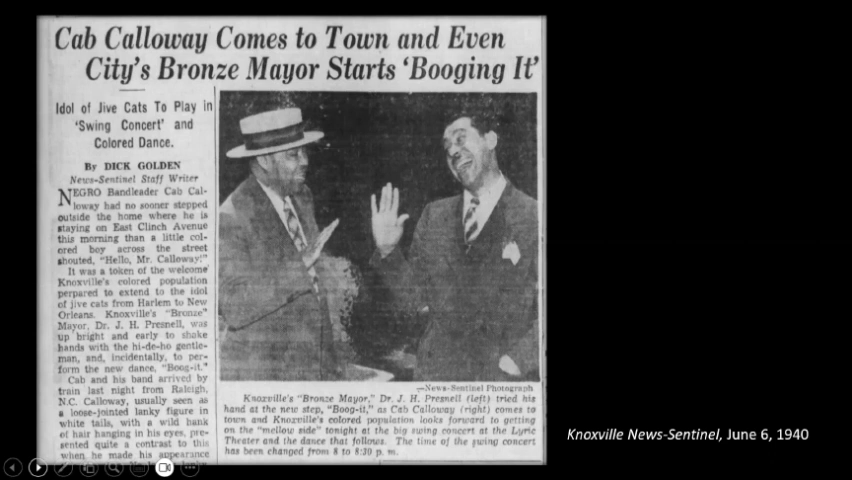 Cab Calloway Comes to Town and Even
City's Bronze Mayor Starts 'Booging It'
Idol of Jive Cats To Play in
'Swing Concert' and
Colored Dance.
By DICK GOLDEN
News-Sentinel Staff Writer
NEGRO Bandleader Cab Cal-
loway had no sooner stepped
outside the home where he is
staying on East Clinch Avenue
this morning than a little col-
ored boy across the street
shouted, "Hello, Mr. Calloway!"
It was a token of the welcome
Knoxville's colored population
perpared to extend to the idol
of jive cats from Harlem to New
Orleans. Knoxville's "Bronze"
Mayor, Dr. J. H. Presnell, was
up bright and early to shake
hands with the hi-de-ho gentle-
man, and, incidentally, to per-
form the new dance, "Boog-it."
Cab and his band arrived by
train last night from Raleigh,
N.C. Calloway, usually seen as
a loose-jointed lanky figure in
white tails, with a wild hank
of hair hanging in his eyes, pre-
sented quite a contrast to this
when he made his appearance
—News-Sentinel Photograph
Knoxville's "Bronze Mayor," Dr. J. H. Presnell (left) tried his
hand at the new step, "Boog-it," as Cab Calloway (right) comes to
town and Knoxville's colored population looks forward to getting
on the "mellow side" tonight at the big swing concert at the Lyric
Theater and the dance that follows. The time of the swing concert
has been changed from 8 to 8:30 p. m.
Knoxville News-Sentinel, June 6, 1940